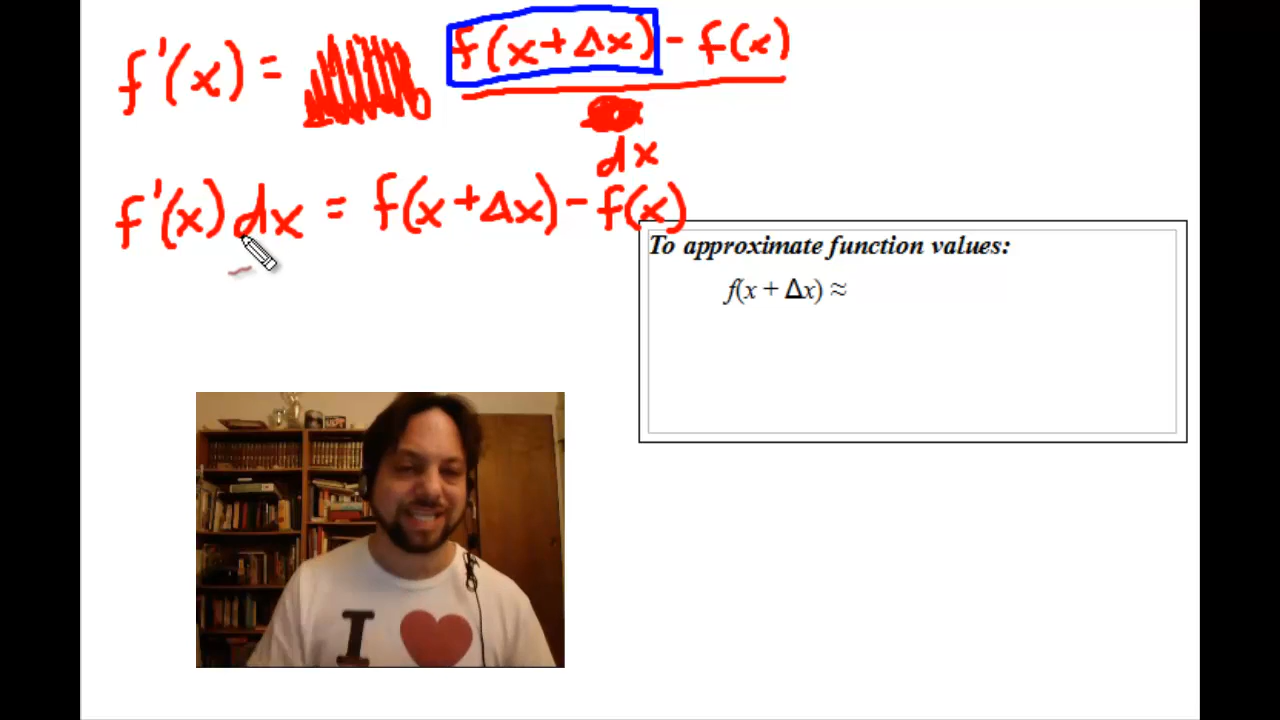 f'(x) = f(x+Δx) - f(x)
dx
f'(x) dx = f(x+Δx) - f(x)
To approximate function values:
f(x + Δx) ≈
I